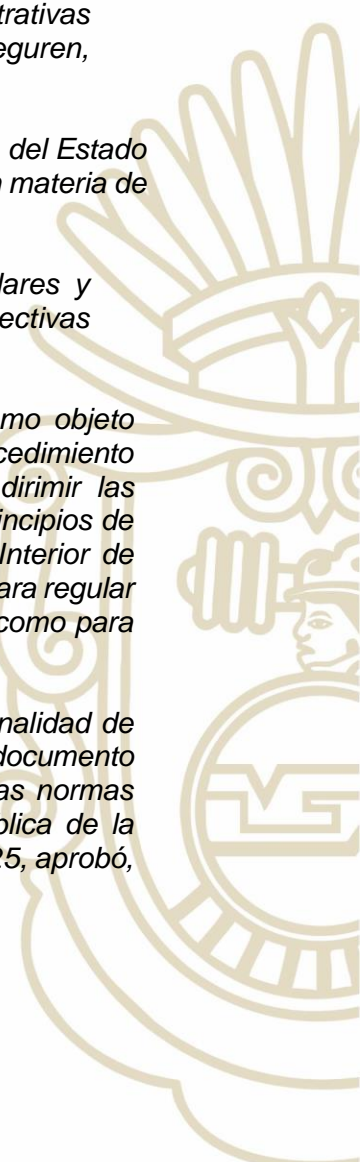 trativas
eguren,
del Estado
materia de
lares y
ectivas
mo objeto
cedimiento
dirimir las
incipios de
Interior de
ara regular
como para
nalidad de
documento
as normas
blica de la
25, aprobó,